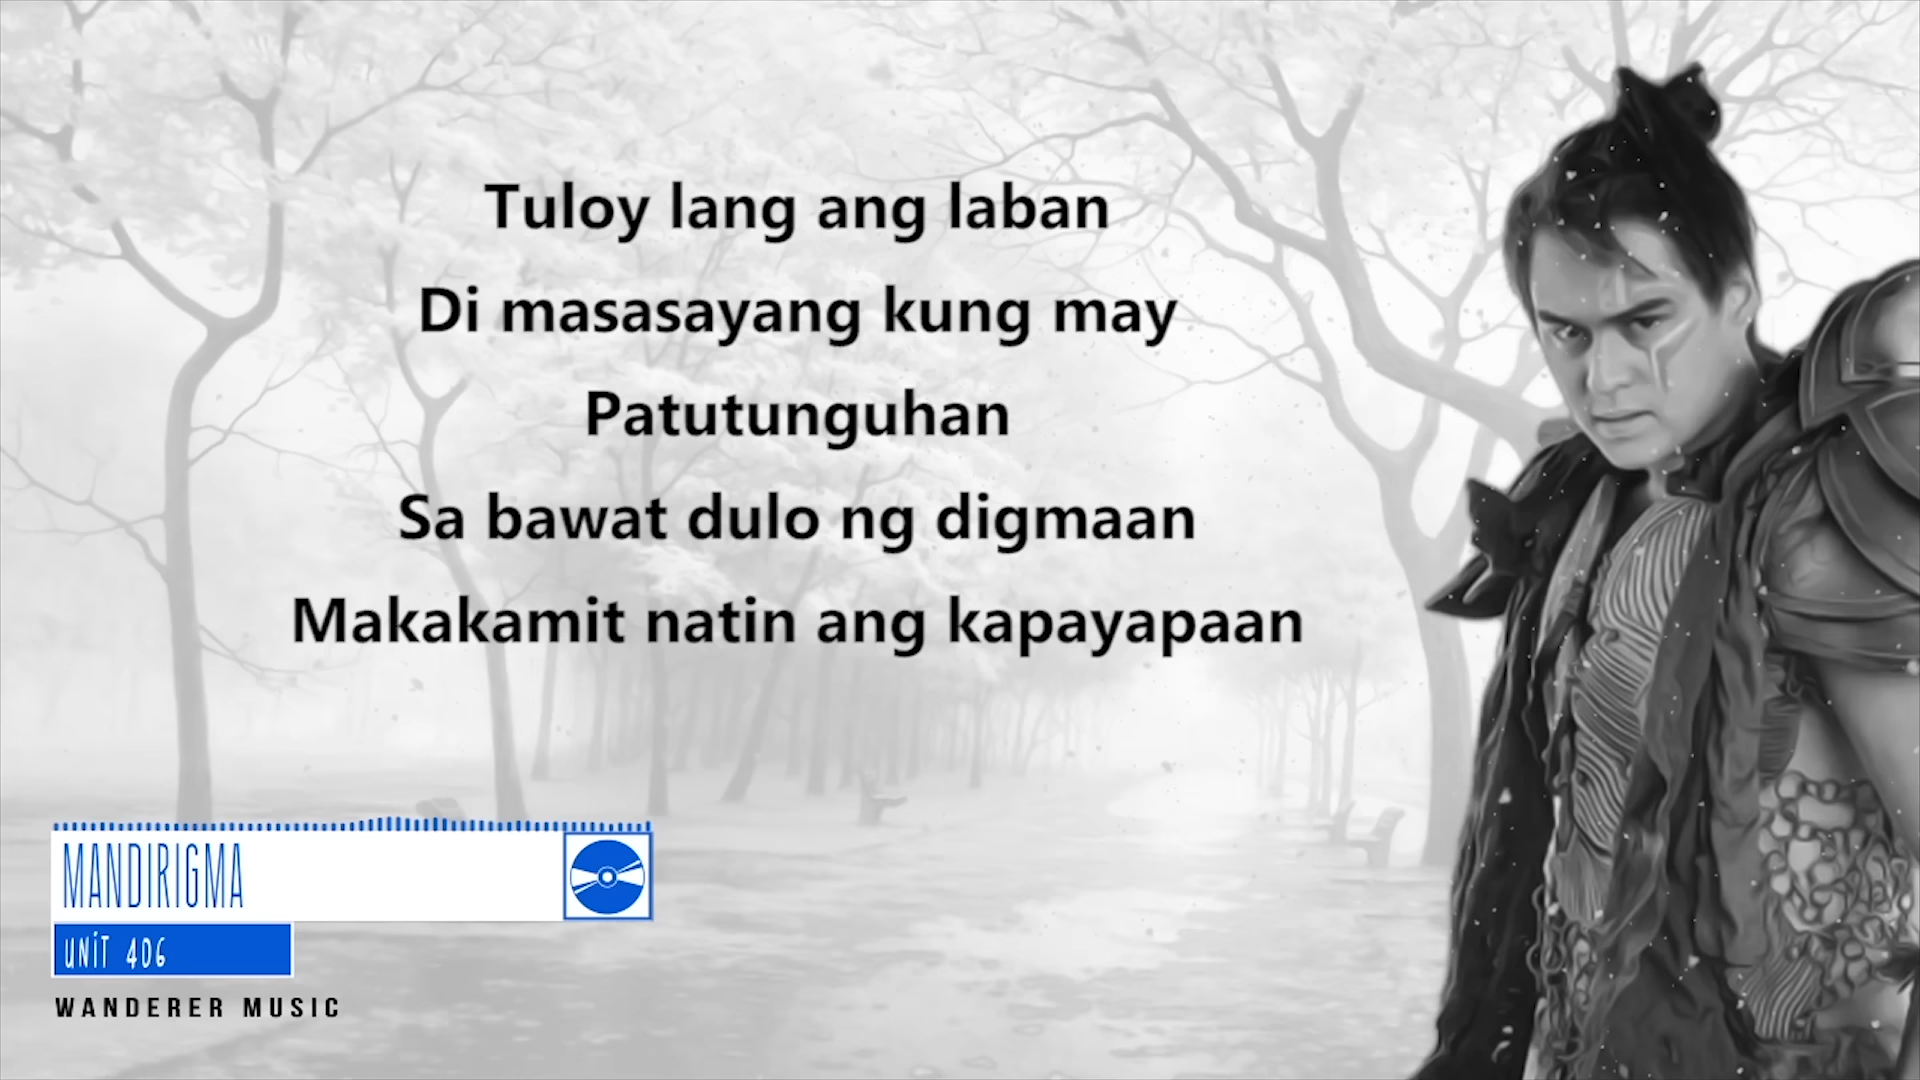 Tuloy lang ang laban
Di masasayang kung may
Patutunguhan
Sa bawat dulo ng digmaan
Makakamit natin ang kapayapaan
MANDIRIGMA
UNIT 406
WANDERER MUSIC